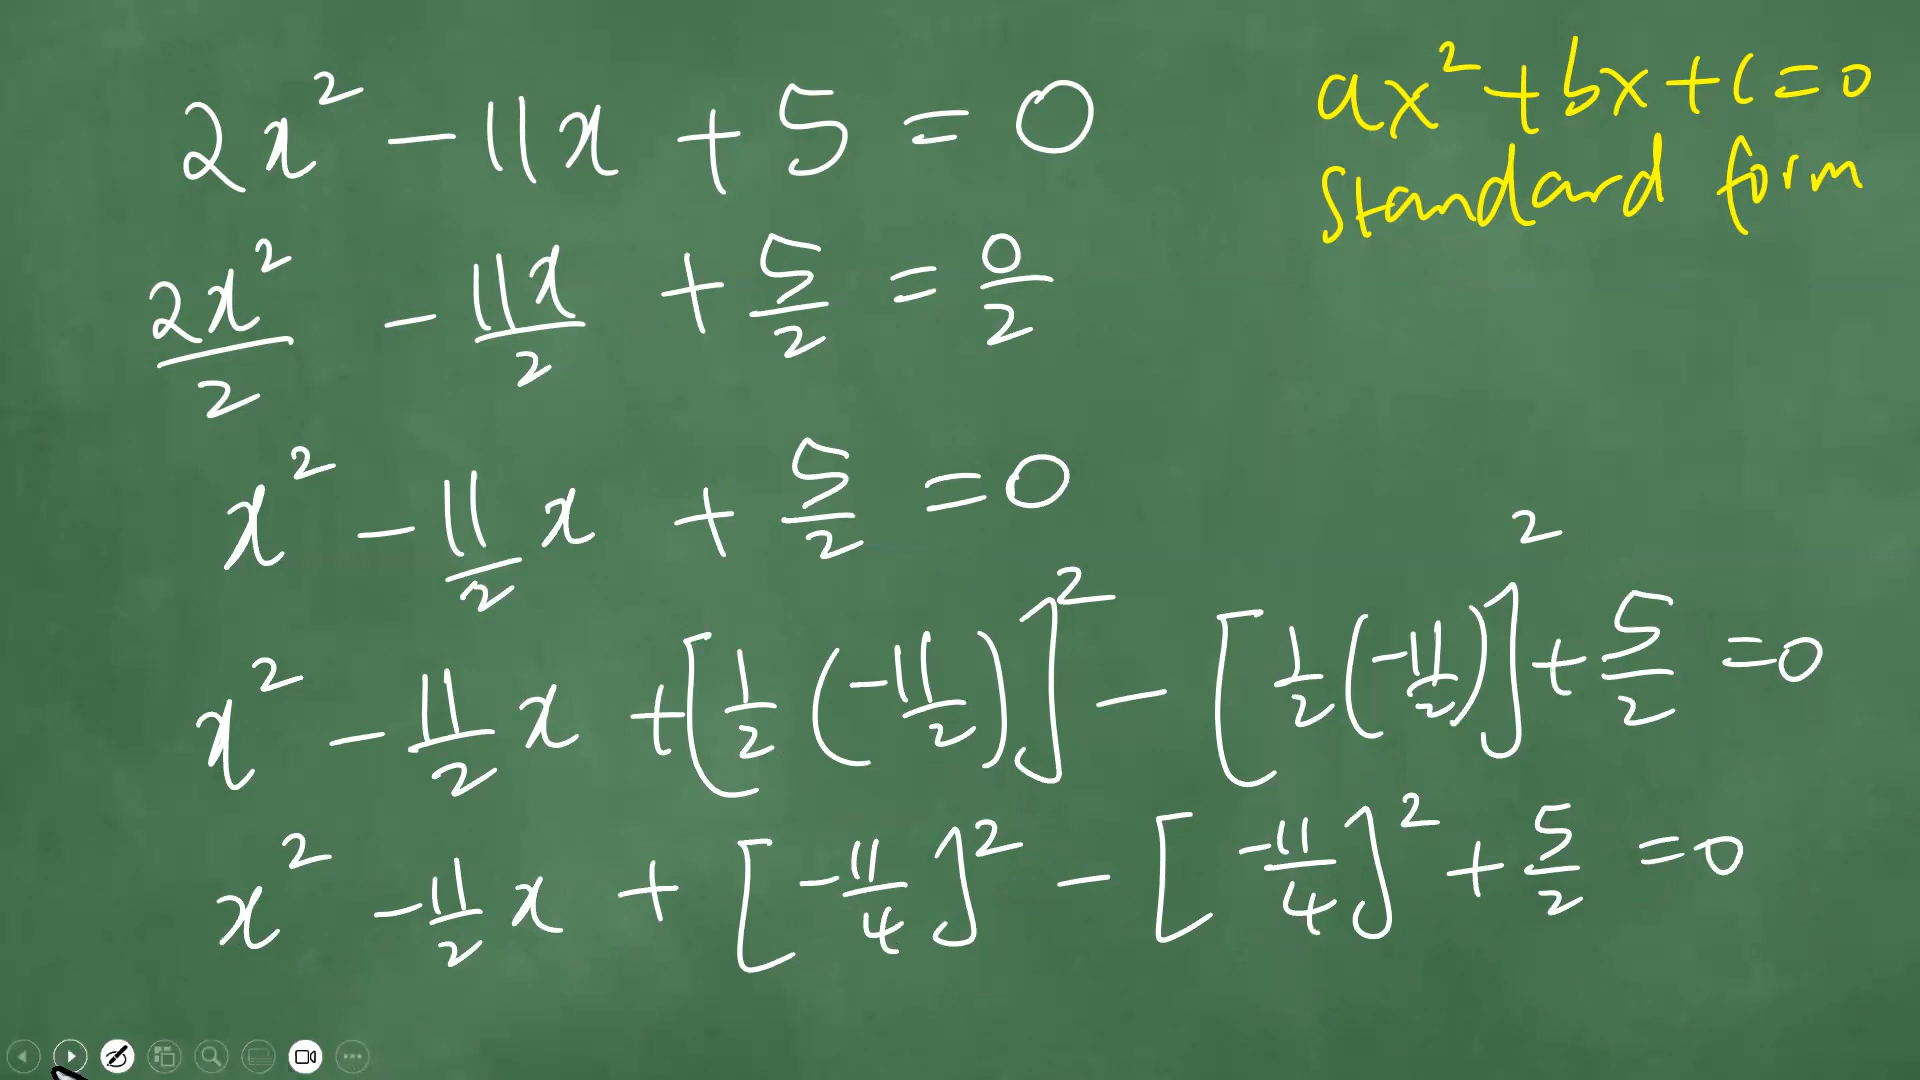 2x² - 11x + 5 = 0
ax² + bx + c = 0
standard form
2x²/2 - 11x/2 + 5/2 = 0/2
x² - 11/2 x + 5/2 = 0
x² - 11/2 x + [1/2 (-11/2)]² - [1/2 (-11/2)]² + 5/2 = 0
x² - 11/2 x + [-11/4]² - [-11/4]² + 5/2 = 0